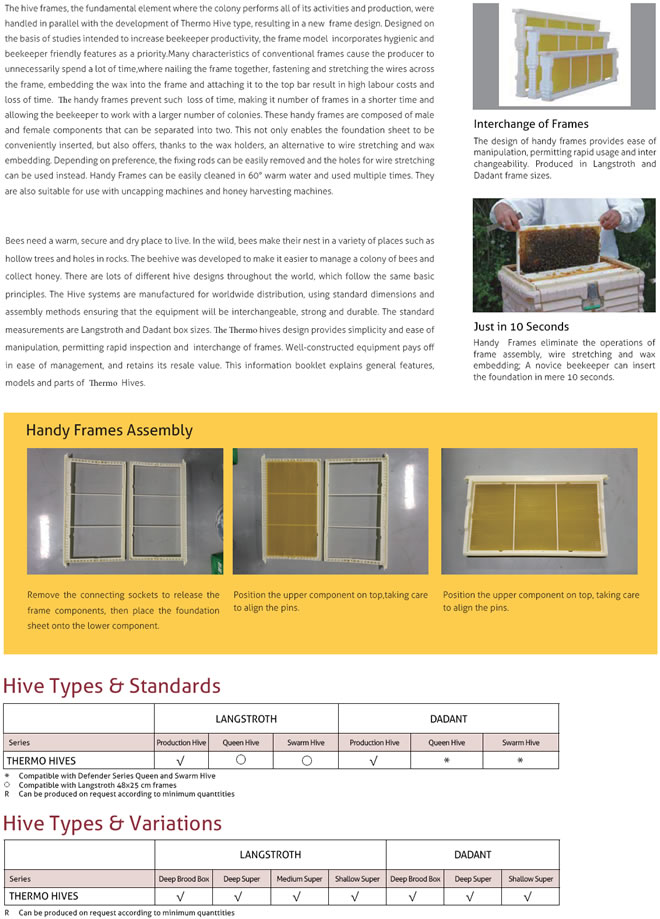 The hive frames, the fundamental element where the colony performs all of its activities and production, were
handled in parallel with the development of Thermo Hive type, resulting in a new frame design. Designed on
the basis of studies intended to increase beekeeper productivity, the frame model incorporates hygienic and
beekeeper friendly features as a priority.Many characteristics of conventional frames cause the producer to
unnecessarily spend a lot of time,where nailing the frame together, fastening and stretching the wires across
the frame, embedding the wax into the frame and attaching it to the top bar result in high labour costs and
loss of time. The handy frames prevent such loss of time, making it number of frames in a shorter time and
allowing the beekeeper to work with a larger number of colonies. These handy frames are composed of male
and female components that can be separated into two. This not only enables the foundation sheet to be
conveniently inserted, but also offers, thanks to the wax holders, an alternative to wire stretching and wax
embedding. Depending on preference, the fixing rods can be easily removed and the holes for wire stretching
can be used instead. Handy Frames can be easily cleaned in 60° warm water and used multiple times. They
are also suitable for use with uncapping machines and honey harvesting machines.
Bees need a warm, secure and dry place to live. In the wild, bees make their nest in a variety of places such as
hollow trees and holes in rocks. The beehive was developed to make it easier to manage a colony of bees and
collect honey. There are lots of different hive designs throughout the world, which follow the same basic
principles. The Hive systems are manufactured for worldwide distribution, using standard dimensions and
assembly methods ensuring that the equipment will be interchangeable, strong and durable. The standard
measurements are Langstroth and Dadant box sizes. The Thermo hives design provides simplicity and ease of
manipulation, permitting rapid inspection and interchange of frames. Well-constructed equipment pays off
in ease of management, and retains its resale value. This information booklet explains general features,
models and parts of Thermo Hives.
Interchange of Frames
The design of handy frames provides ease of
manipulation, permitting rapid usage and inter
changeability. Produced in Langstroth and
Dadant frame sizes.
Just in 10 Seconds
Handy Frames eliminate the operations of
frame assembly, wire stretching and wax
embedding; A novice beekeeper can insert
the foundation in mere 10 seconds.
Handy Frames Assembly
Remove the connecting sockets to release the
frame components, then place the foundation
sheet onto the lower component.
Position the upper component on top,taking care
to align the pins.
Position the upper component on top, taking care
to align the pins.
Hive Types & Standards
LANGSTROTH DADANT
Series Production Hive Queen Hive Swarm Hive Production Hive Queen Hive Swarm Hive
THERMO HIVES √ ○ ○ √ * *
* Compatible with Defender Series Queen and Swarm Hive
○ Compatible with Langstroth 48x25 cm frames
R Can be produced on request according to minimum quanttities
Hive Types & Variations
LANGSTROTH DADANT
Series Deep Brood Box Deep Super Medium Super Shallow Super Deep Brood Box Deep Super Shallow Super
THERMO HIVES √ √ √ √ √ √ √
R Can be produced on request according to minimum quanttities